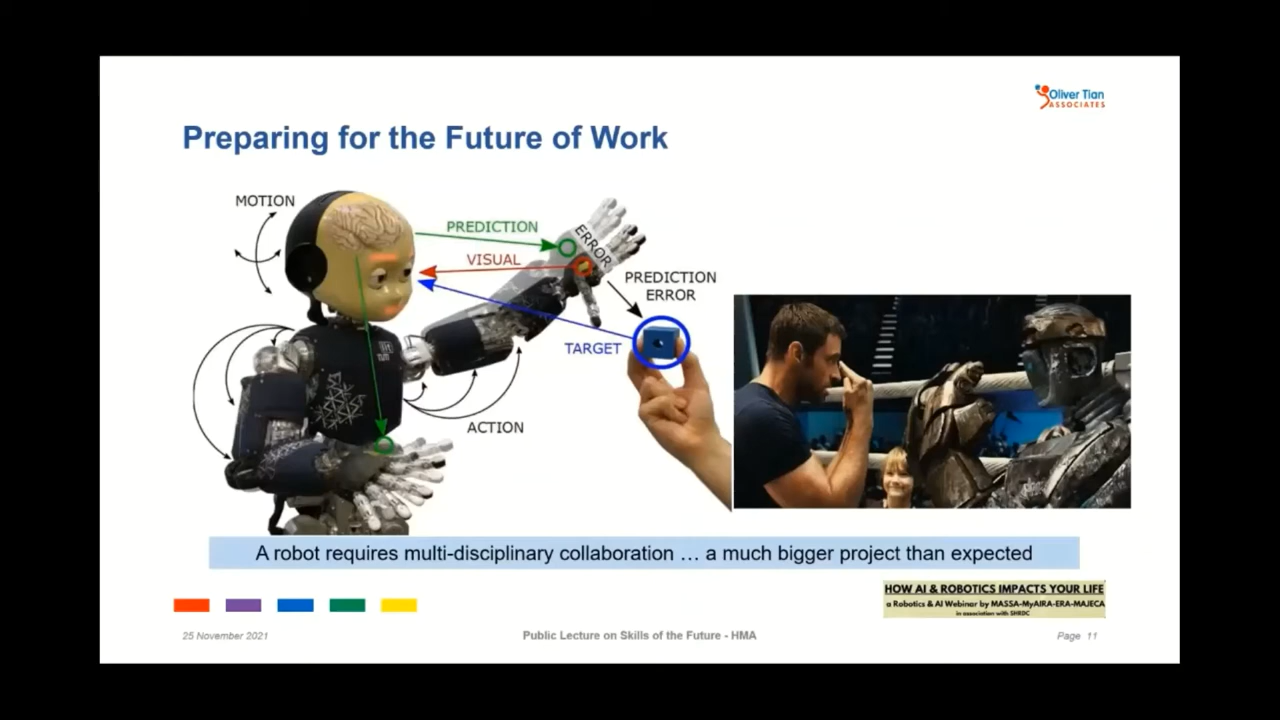 Oliver Tian
ASSOCIATES
Preparing for the Future of Work
MOTION
PREDICTION
ERROR
VISUAL
PREDICTION
ERROR
TARGET
ACTION
A robot requires multi-disciplinary collaboration … a much bigger project than expected
HOW AI & ROBOTICS IMPACTS YOUR LIFE
a Robotics & AI Webinar by MASSA-MyAIRA-ERA-MAJECA
in association with SHRDC
25 November 2021
Public Lecture on Skills of the Future - HMA
Page 11